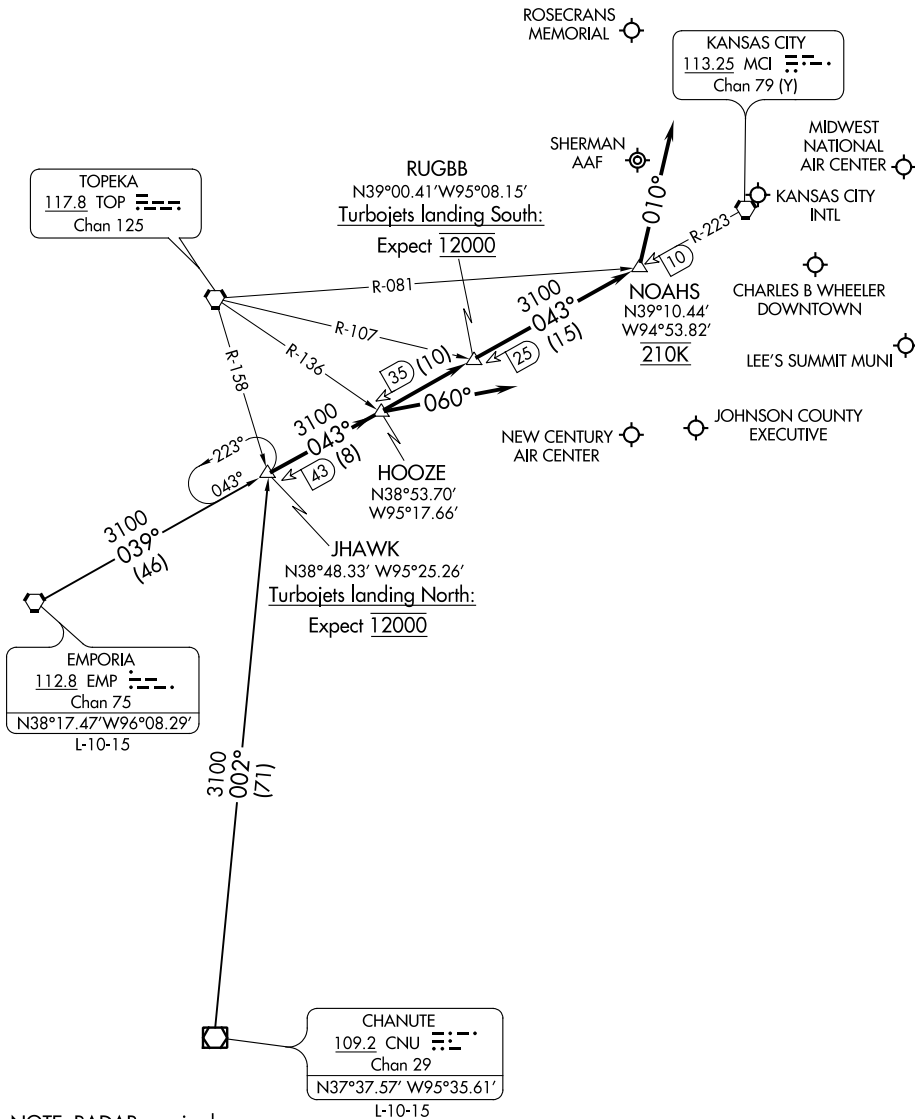 ROSECRANS
MEMORIAL
KANSAS CITY
113.25 MCI
Chan 79 (Y)
MIDWEST
NATIONAL
AIR CENTER
SHERMAN
AAF
RUGBB
N39°00.41'W95°08.15'
Turbojets landing South:
Expect 12000
TOPEKA
117.8 TOP
Chan 125
010°
KANSAS CITY
INTL
R-223
10
R-081
NOAHS
N39°10.44'
W94°53.82'
210K
CHARLES B WHEELER
DOWNTOWN
3100
043°
(15)
25
R-107
R-136
R-158
35
(10)
LEE'S SUMMIT MUNI
060°
3100
043°
(8)
43
JOHNSON COUNTY
EXECUTIVE
NEW CENTURY
AIR CENTER
HOOZE
N38°53.70'
W95°17.66'
223°
043°
3100
039°
(46)
JHAWK
N38°48.33' W95°25.26'
Turbojets landing North:
Expect 12000
EMPORIA
112.8 EMP
Chan 75
N38°17.47'W96°08.29'
L-10-15
3100
002°
(71)
CHANUTE
109.2 CNU
Chan 29
N37°37.57' W95°35.61'
L-10-15